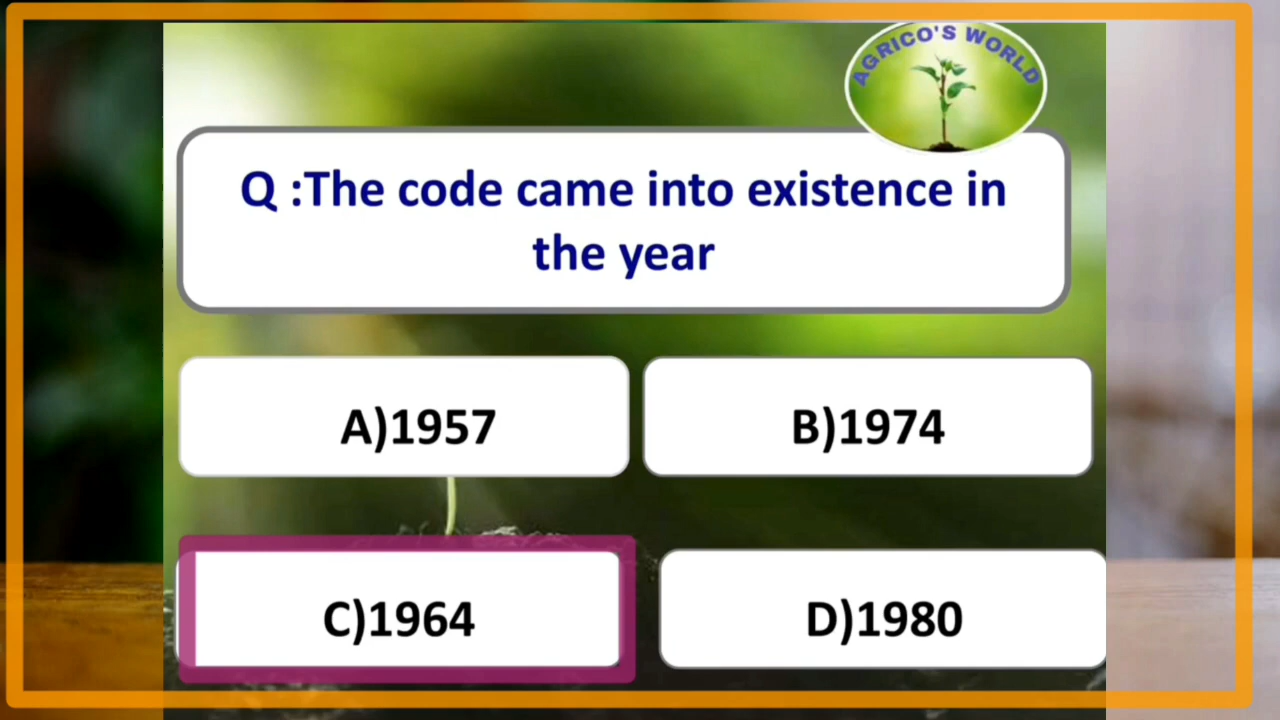 AGRICO'S WORLD
Q :The code came into existence in
the year
A)1957
B)1974
C)1964
D)1980